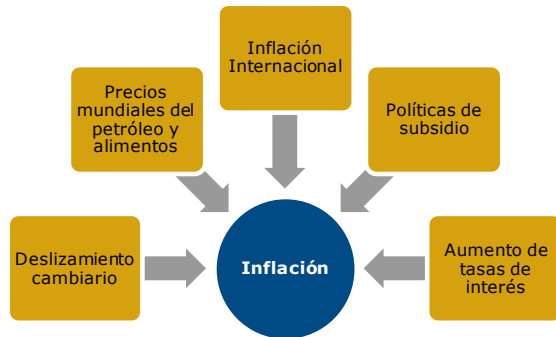 Inflación
Internacional
Precios
mundiales del
petróleo y
alimentos
Políticas de
subsidio
Deslizamiento
cambiario
Inflación
Aumento de
tasas de
interés